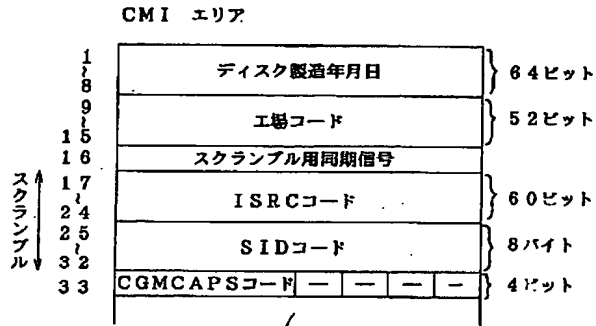 CMI エリア
1〜8 ディスク製造年月日 64ビット
9〜15 工場コード 52ビット
16 スクランブル用同期信号
スクランブル
17〜24 ISRCコード 60ビット
25〜32 SIDコード 8バイト
33 CGMCAPSコード — — — — 4ビット